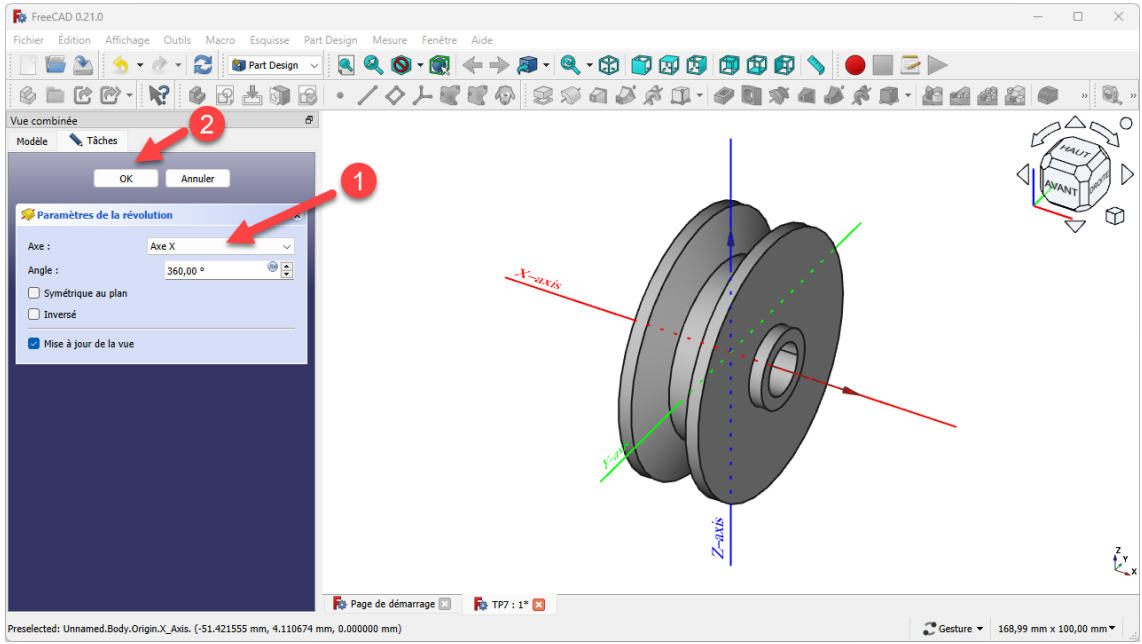 FreeCAD 0.21.0
Fichier Édition Affichage Outils Macro Esquisse Part Design Mesure Fenêtre Aide
Part Design
Vue combinée
2
Modèle Tâches
OK Annuler
1
Paramètres de la révolution
Axe : Axe X
Angle : 360,00 °
Symétrique au plan
Inversé
Mise à jour de la vue
HAUT
AVANT
DROITE
X-axis
Y-axis
Z-axis
Z
Y
X
Page de démarrage
TP7 : 1*
Preselected: Unnamed.Body.Origin.X_Axis. (-51.421555 mm, 4.110674 mm, 0.000000 mm)
Gesture 168,99 mm x 100,00 mm